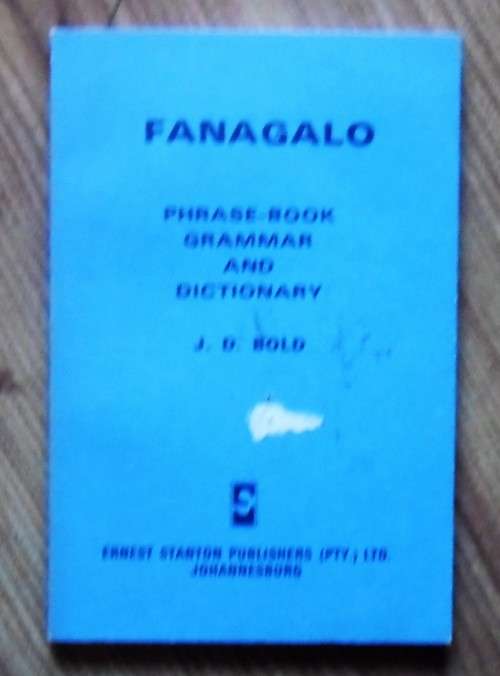 FANAGALO
PHRASE-BOOK
GRAMMAR
AND
DICTIONARY
J. D. BOLD
ERNEST STANTON PUBLISHERS (PTY.) LTD.
JOHANNESBURG